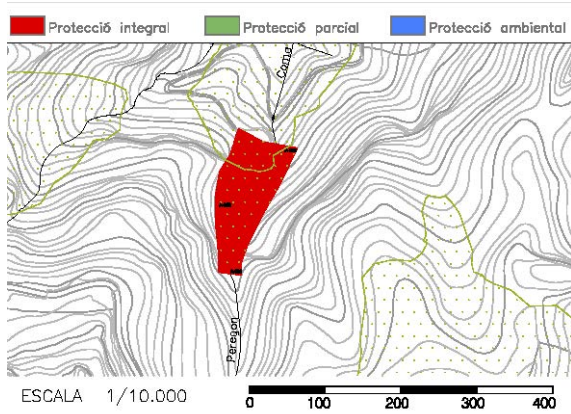 Protecció integral
Protecció parcial
Protecció ambiental
Coma
Peregon
ESCALA 1/10.000
0 100 200 300 400